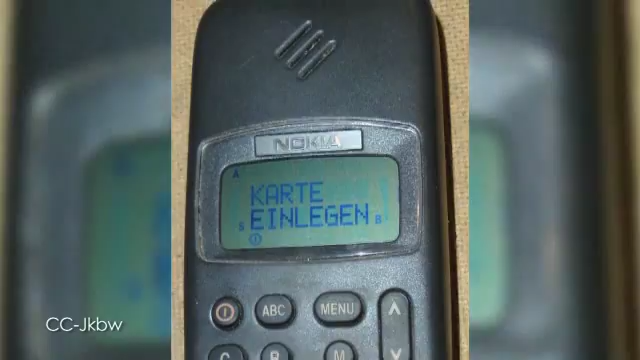 NOKIA
A
KARTE
S EINLEGEN B
ABC
MENU
C B M
CC-Jkbw